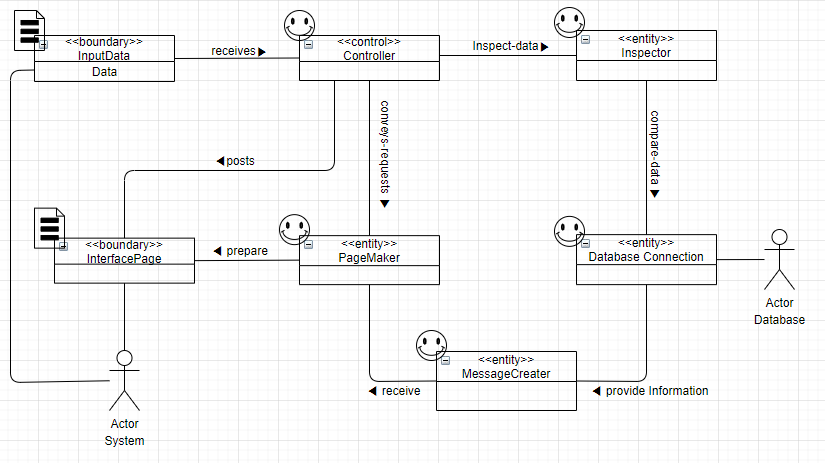 <<boundary>>
InputData
Data
receives
<<control>>
Controller
Inspect-data
<<entity>>
Inspector
conveys-requests
compare-data
posts
<<boundary>>
InterfacePage
prepare
<<entity>>
PageMaker
<<entity>>
Database Connection
Actor
Database
<<entity>>
MessageCreater
receive
provide Information
Actor
System